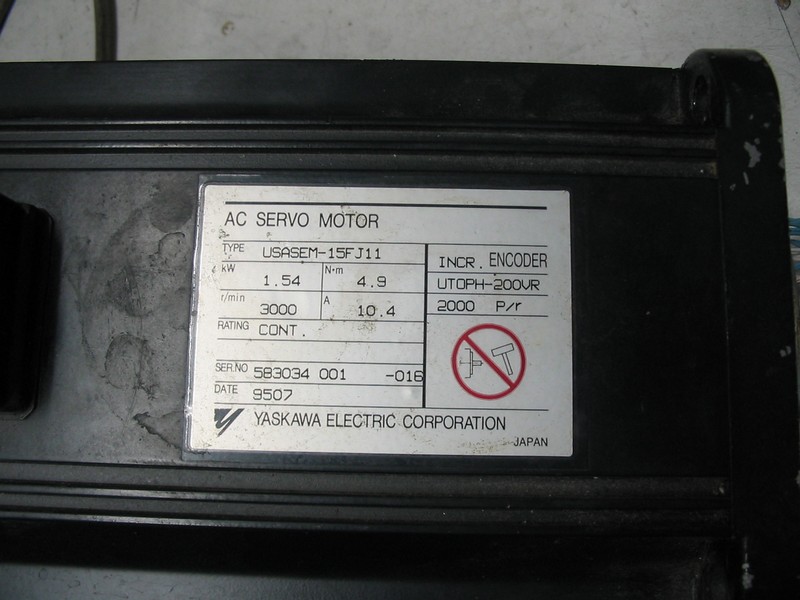 AC SERVO MOTOR
TYPE USASEM-15FJ11
kW 1.54 N·m 4.9
r/min 3000 A 10.4
RATING CONT.
SER.NO 583034 001 -016
DATE 9507
INCR. ENCODER
UTOPH-200VR
2000 P/r
YASKAWA ELECTRIC CORPORATION
JAPAN